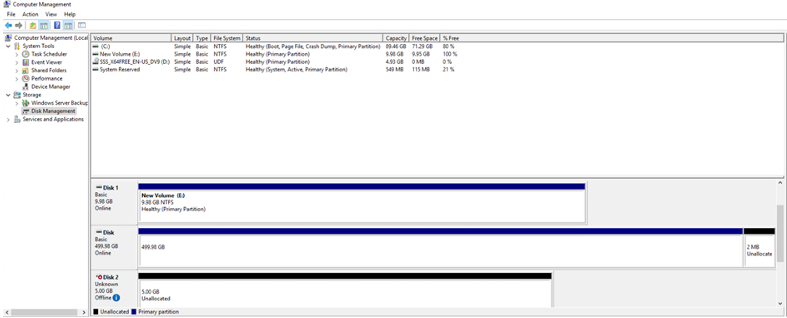 Computer Management
File Action View Help
Computer Management (Local
System Tools
Task Scheduler
Event Viewer
Shared Folders
Performance
Device Manager
Storage
Windows Server Backup
Disk Management
Services and Applications
Volume Layout Type File System Status Capacity Free Space % Free
(C:) Simple Basic NTFS Healthy (Boot, Page File, Crash Dump, Primary Partition) 89.46 GB 71.29 GB 80 %
New Volume (E:) Simple Basic NTFS Healthy (Primary Partition) 9.98 GB 9.95 GB 100 %
SSS_X64FREE_EN-US_DV9 (D:) Simple Basic UDF Healthy (Primary Partition) 4.93 GB 0 MB 0 %
System Reserved Simple Basic NTFS Healthy (System, Active, Primary Partition) 549 MB 115 MB 21 %
Disk 1
Basic
9.98 GB
Online
New Volume (E:)
9.98 GB NTFS
Healthy (Primary Partition)
Disk
Basic
499.98 GB
Online
499.98 GB
2 MB
Unallocate
Disk 2
Unknown
5.00 GB
Offline
5.00 GB
Unallocated
Unallocated Primary partition